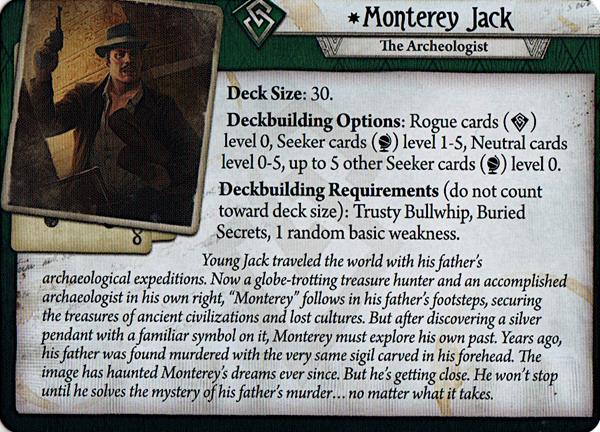 Monterey Jack
The Archeologist
Deck Size: 30.
Deckbuilding Options: Rogue cards ( )
level 0, Seeker cards ( ) level 1-5, Neutral cards
level 0-5, up to 5 other Seeker cards ( ) level 0.
Deckbuilding Requirements (do not count
toward deck size): Trusty Bullwhip, Buried
Secrets, 1 random basic weakness.
Young Jack traveled the world with his father’s
archaeological expeditions. Now a globe-trotting treasure hunter and an accomplished
archaeologist in his own right, “Monterey” follows in his father’s footsteps, securing
the treasures of ancient civilizations and lost cultures. But after discovering a silver
pendant with a familiar symbol on it, Monterey must explore his own past. Years ago,
his father was found murdered with the very same sigil carved in his forehead. The
image has haunted Monterey’s dreams ever since. But he’s getting close. He won’t stop
until he solves the mystery of his father’s murder… no matter what it takes.